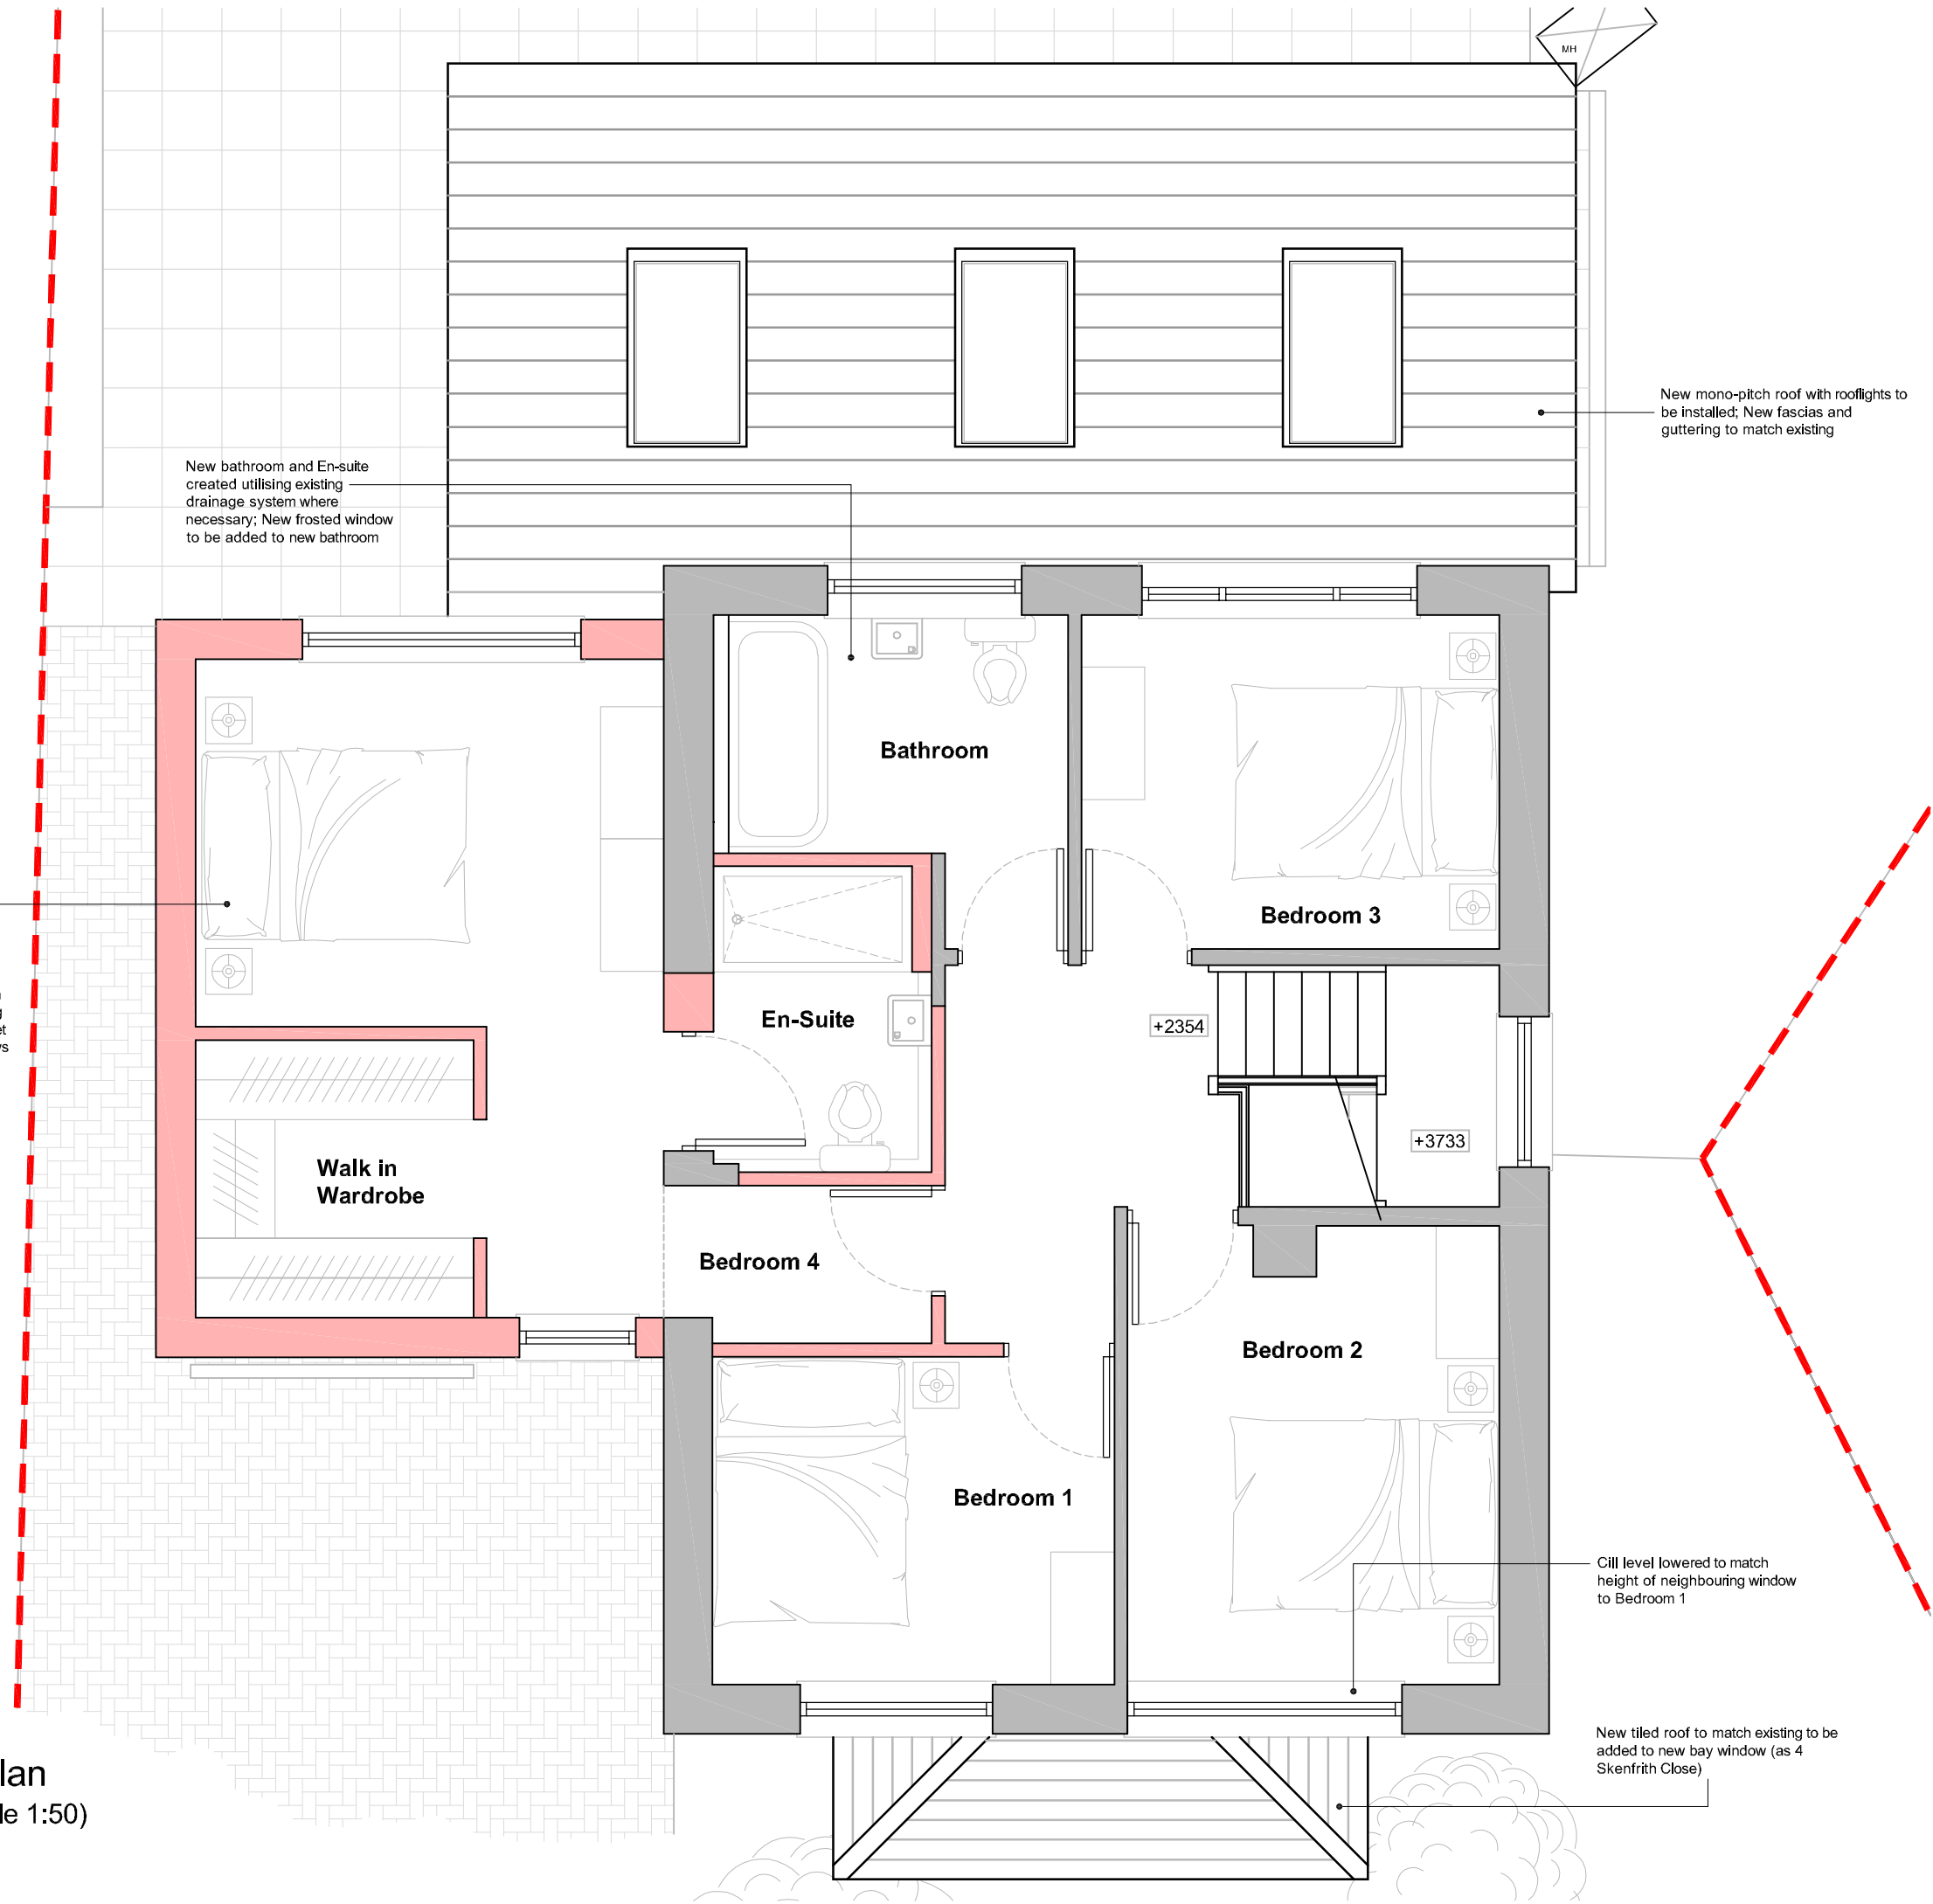 MH
New mono-pitch roof with rooflights to
be installed; New fascias and
guttering to match existing
New bathroom and En-suite
created utilising existing
drainage system where
necessary; New frosted window
to be added to new bathroom
Bathroom
Bedroom 3
En-Suite
+2354
+3733
Walk in
Wardrobe
Bedroom 4
Bedroom 2
Bedroom 1
Cill level lowered to match
height of neighbouring window
to Bedroom 1
New tiled roof to match existing to be
added to new bay window (as 4
Skenfrith Close)
lan
le 1:50)